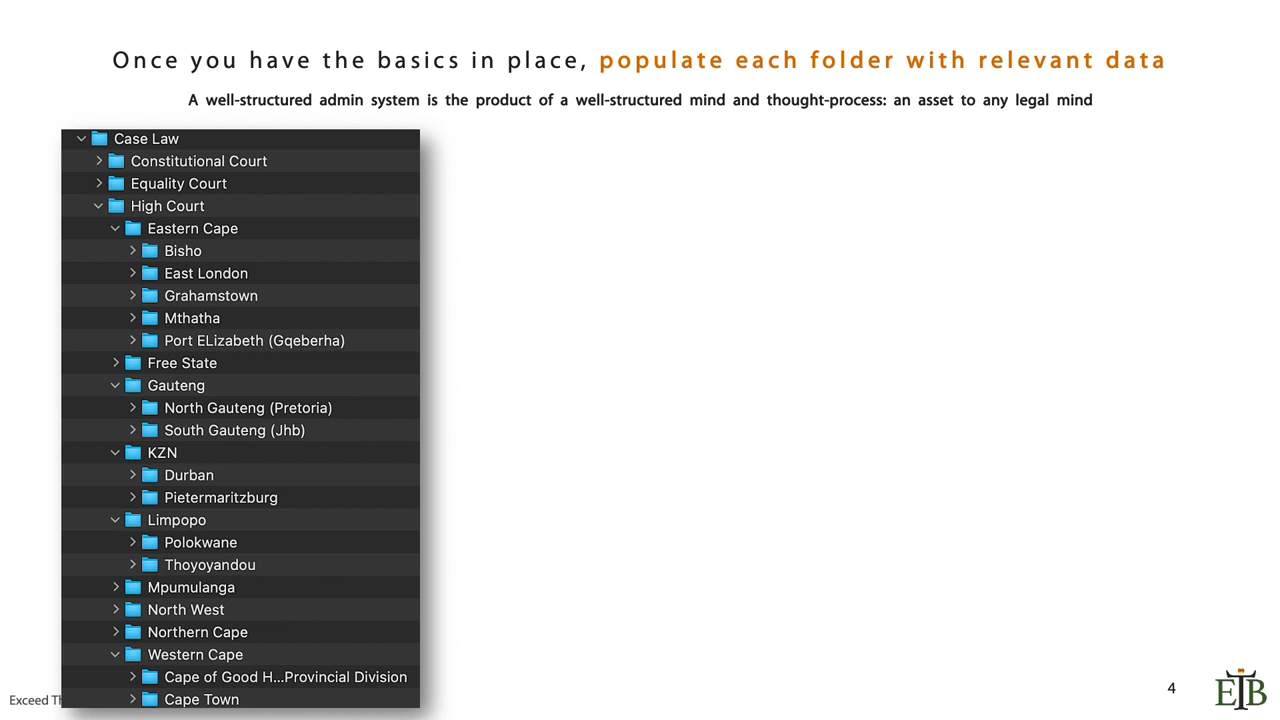 Once you have the basics in place, populate each folder with relevant data
A well-structured admin system is the product of a well-structured mind and thought-process: an asset to any legal mind
Case Law
Constitutional Court
Equality Court
High Court
Eastern Cape
Bisho
East London
Grahamstown
Mthatha
Port ELizabeth (Gqeberha)
Free State
Gauteng
North Gauteng (Pretoria)
South Gauteng (Jhb)
KZN
Durban
Pietermaritzburg
Limpopo
Polokwane
Thoyoyandou
Mpumulanga
North West
Northern Cape
Western Cape
Cape of Good H...Provincial Division
Cape Town
Exceed
4
ETB